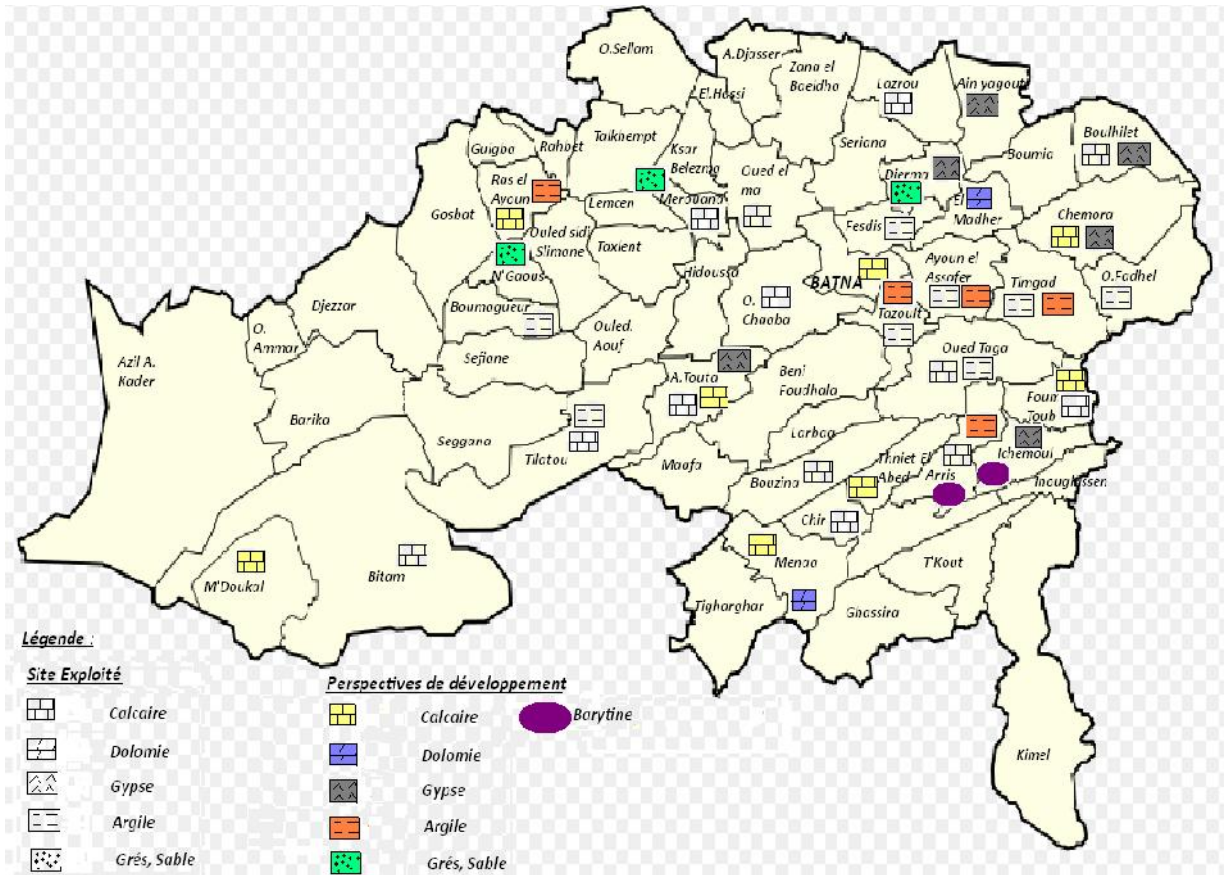 O.Sellam
A.Djasser
Zana el
Baeidha
Lazrou
Ain yagout
El.Hassi
Boulhilet
Guigba
Rahbet
Taikhempt
Ksar
Belezma
Seriana
Boumia
Ras el
Ayoun
Oued el
ma
Djerma
El
Madher
Gosbat
Lemcen
Merouana
Chemora
Ouled sidi
Slimane
Taxlent
Fesdis
N'Gaous
Hidoussa
BATNA
Ayoun el
Assafer
Timgad
O.Fadhel
Djezzar
Boumagueur
O.
Chaaba
Tazoult
O.
Ammar
Ouled.
Aouf
Azil A.
Kader
Sefiane
Oued Taga
A.Touta
Beni
Foudhala
Foum
Toub
Barika
Larbaa
Seggana
Tilatou
Maafa
Thniet El
Abed
Ichemoul
Bouzina
Arris
Inoughissen
Chir
M'Doukal
Bitam
Menaa
T'Kout
Tigharghar
Ghassira
Kimel
Légende :
Site Exploité
Calcaire
Dolomie
Gypse
Argile
Grés, Sable
Perspectives de développement
Calcaire
Dolomie
Gypse
Argile
Grés, Sable
Barytine